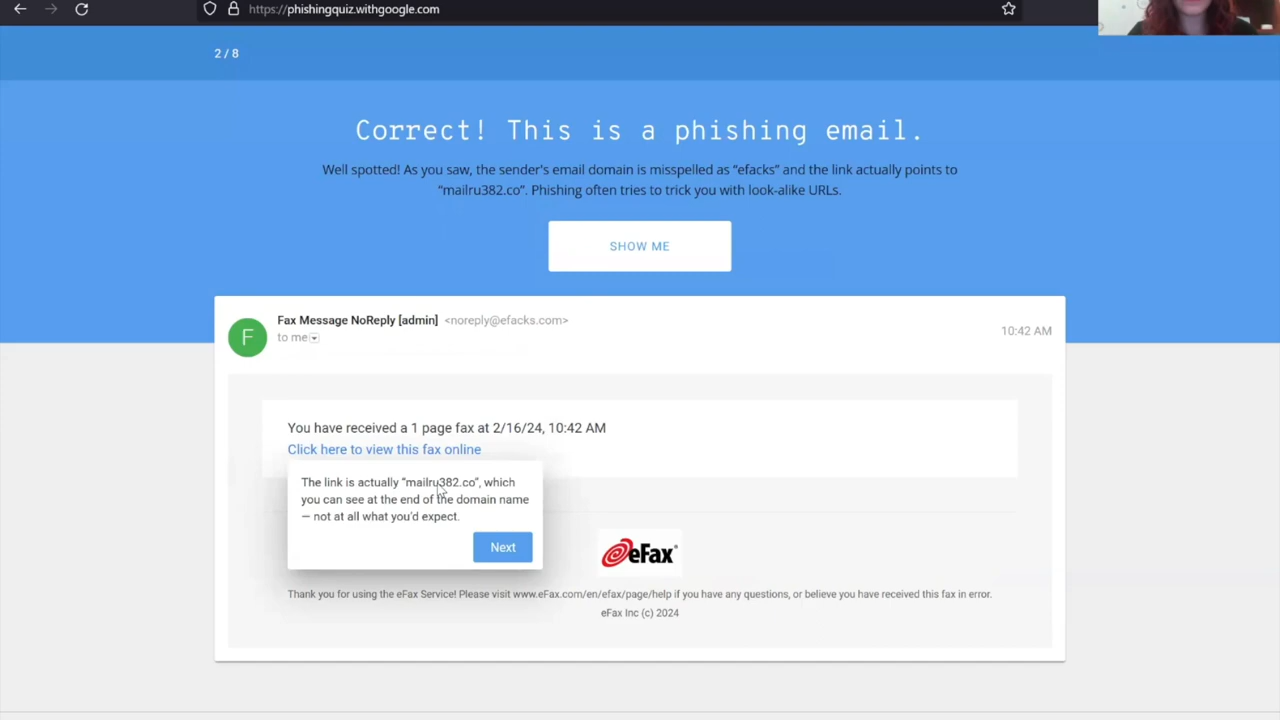 https://phishingquiz.withgoogle.com
2 / 8
Correct! This is a phishing email.
Well spotted! As you saw, the sender's email domain is misspelled as “efacks” and the link actually points to
“mailru382.co”. Phishing often tries to trick you with look-alike URLs.
SHOW ME
F
Fax Message NoReply [admin] <noreply@efacks.com>
to me
10:42 AM
You have received a 1 page fax at 2/16/24, 10:42 AM
Click here to view this fax online
The link is actually “mailru382.co”, which
you can see at the end of the domain name
— not at all what you'd expect.
Next
eFax®
Thank you for using the eFax Service! Please visit www.eFax.com/en/efax/page/help if you have any questions, or believe you have received this fax in error.
eFax Inc (c) 2024